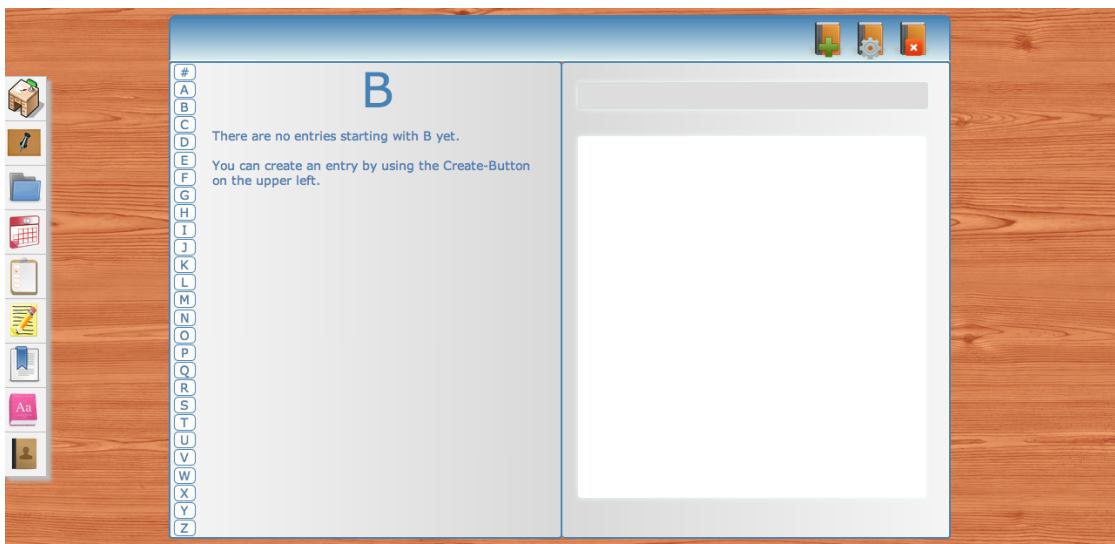 #
A
B
C
D
E
F
G
H
I
J
K
L
M
N
O
P
Q
R
S
T
U
V
W
X
Y
Z
B
There are no entries starting with B yet.
You can create an entry by using the Create-Button
on the upper left.
Aa